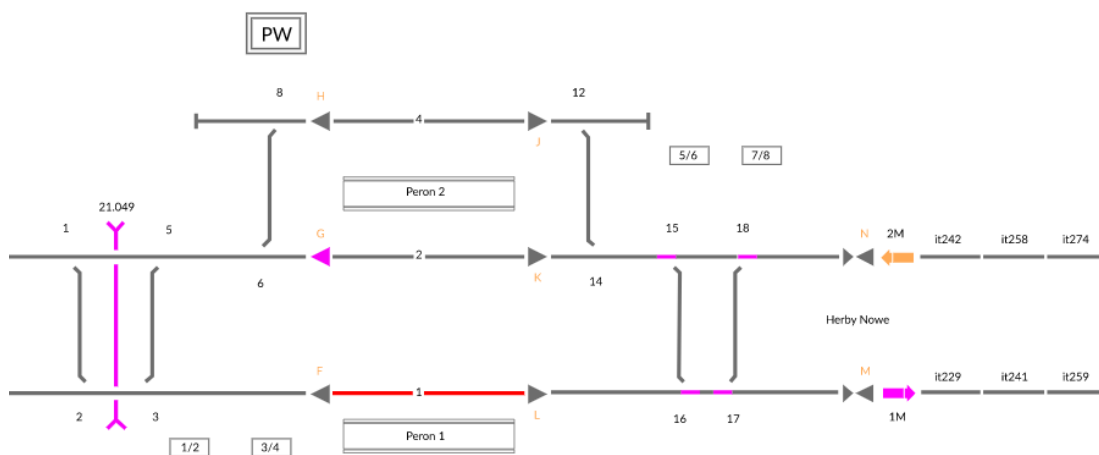 PW
8 H 12
4
J
5/6 7/8
Peron 2
21.049
1 5 G 15 18 N 2M it242 it258 it274
2
6 K 14
Herby Nowe
F M it229 it241 it259
1
2 3 L 16 17 1M
Peron 1
1/2 3/4